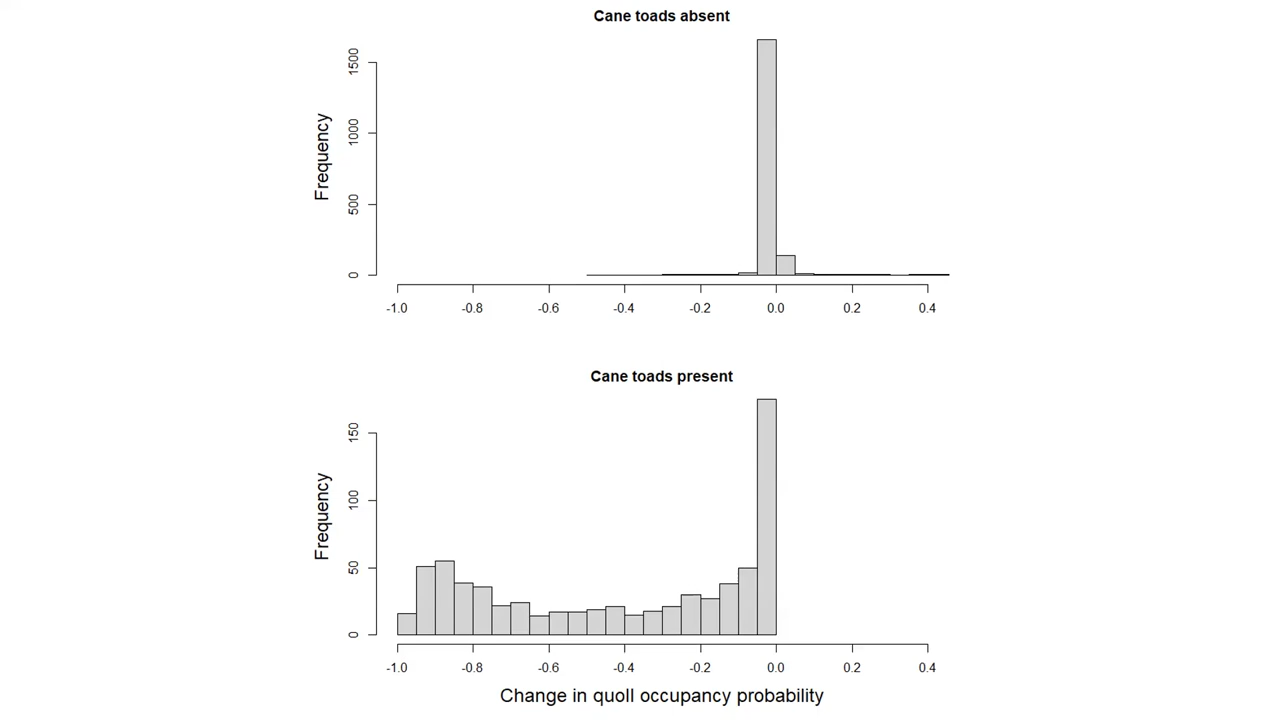 Cane toads absent
Frequency
1500
1000
500
0
-1.0 -0.8 -0.6 -0.4 -0.2 0.0 0.2 0.4
Cane toads present
Frequency
150
100
50
0
-1.0 -0.8 -0.6 -0.4 -0.2 0.0 0.2 0.4
Change in quoll occupancy probability